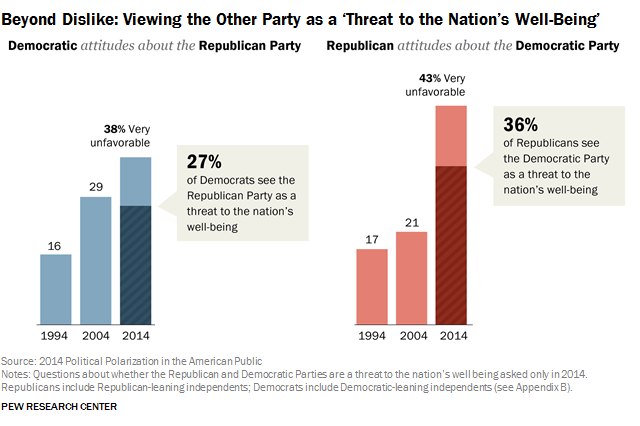 Beyond Dislike: Viewing the Other Party as a ‘Threat to the Nation’s Well-Being’
Democratic attitudes about the Republican Party
38% Very
unfavorable
29
16
27%
of Democrats see the
Republican Party as a
threat to the nation’s
well-being
1994 2004 2014
Republican attitudes about the Democratic Party
43% Very
unfavorable
21
17
36%
of Republicans see
the Democratic Party
as a threat to the
nation’s well-being
1994 2004 2014
Source: 2014 Political Polarization in the American Public
Notes: Questions about whether the Republican and Democratic Parties are a threat to the nation’s well being asked only in 2014.
Republicans include Republican-leaning independents; Democrats include Democratic-leaning independents (see Appendix B).
PEW RESEARCH CENTER